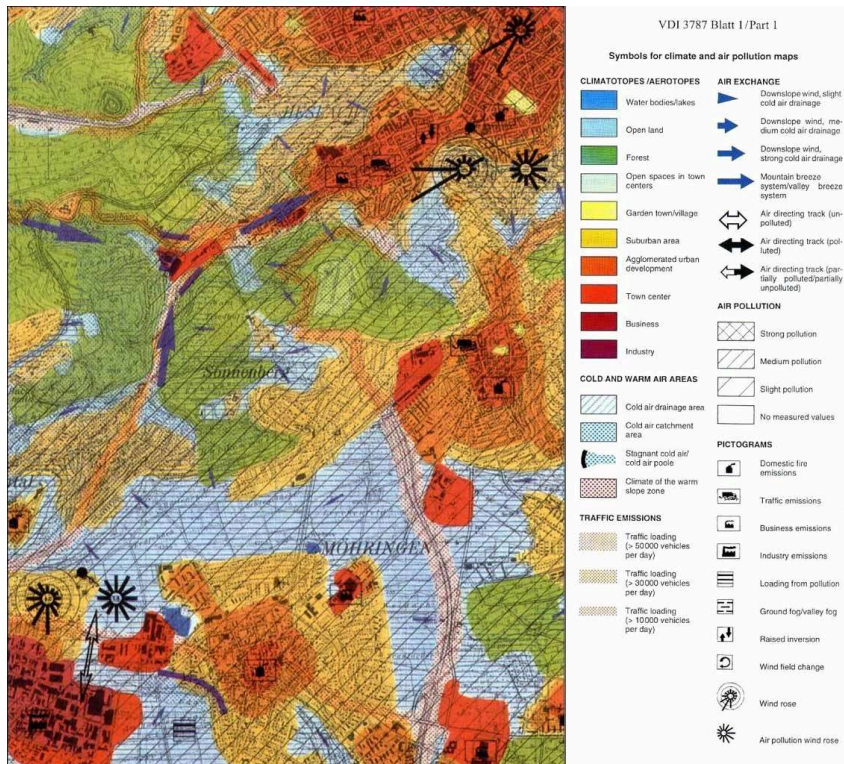 VDI 3787 Blatt 1/Part 1
Symbols for climate and air pollution maps
CLIMATOTOPES /AEROTOPES
Water bodies/lakes
Open land
Forest
Open spaces in town
centers
Garden town/village
Suburban area
Agglomerated urban
development
Town center
Business
Industry
COLD AND WARM AIR AREAS
Cold air drainage area
Cold air catchment
area
Stagnant cold air/
cold air poole
Climate of the warm
slope zone
TRAFFIC EMISSIONS
Traffic loading
(> 50000 vehicles
per day)
Traffic loading
(> 30000 vehicles
per day)
Traffic loading
(> 10000 vehicles
per day)
AIR EXCHANGE
Downslope wind, slight
cold air drainage
Downslope wind, me-
dium cold air drainage
Downslope wind,
strong cold air drainage
Mountain breeze
system/valley breeze
system
Air directing track (un-
polluted)
Air directing track (pol-
luted)
Air directing track (par-
tially polluted/partially
unpolluted)
AIR POLLUTION
Strong pollution
Medium pollution
Slight pollution
No measured values
PICTOGRAMS
Domestic fire
emissions
Traffic emissions
Business emissions
Industry emissions
Loading from pollution
Ground fog/valley fog
Raised inversion
Wind field change
Wind rose
Air pollution wind rose
HESLACH
Sonnenberg
MÖHRINGEN